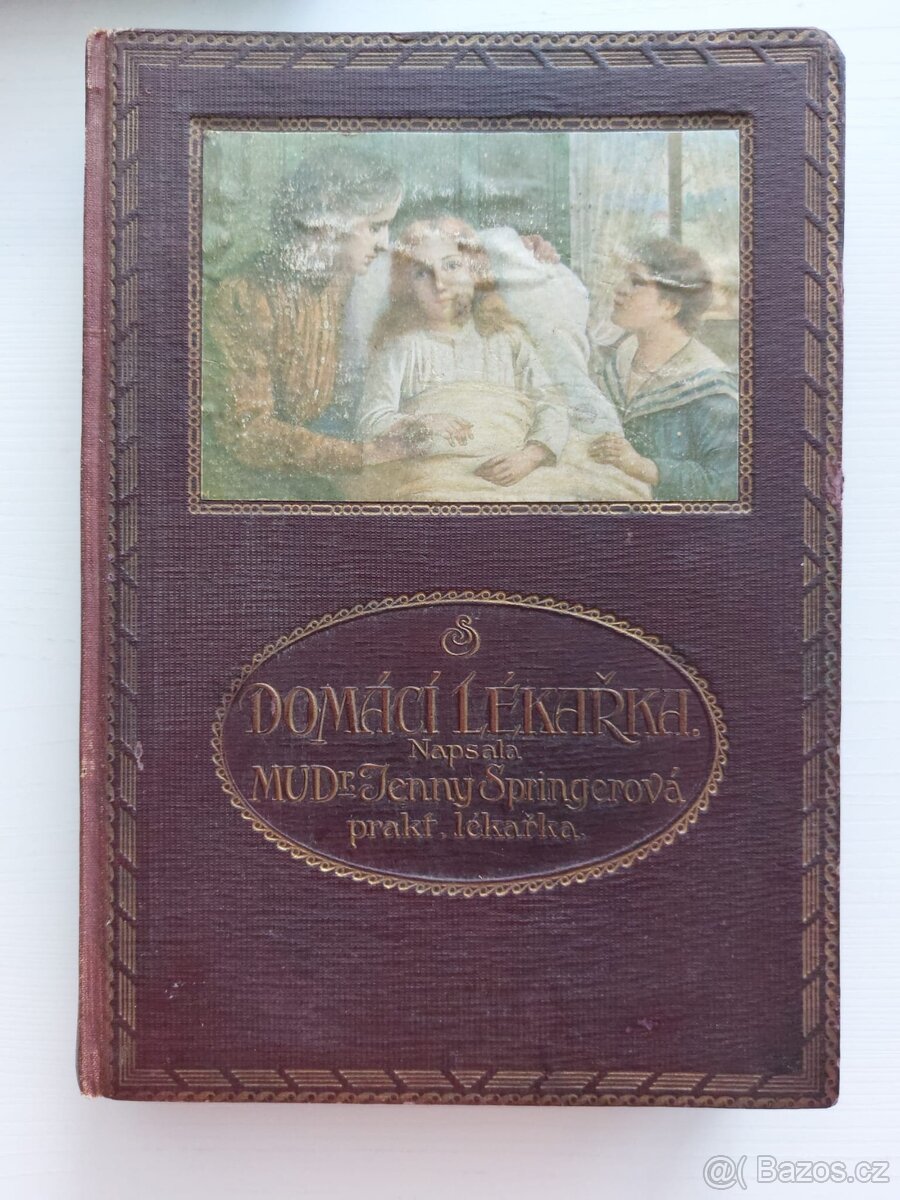 S
DOMÁCÍ LÉKAŘKA.
Napsala
MUDr. Jenny Springerová
prakt. lékařka.
@( Bazos.cz